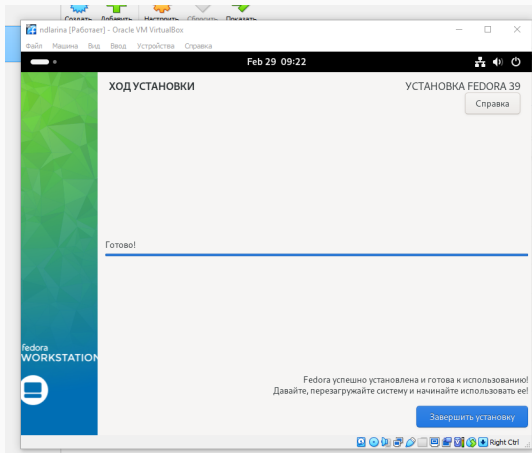 Создать Добавить Настроить Сбросить Показать
ndlarina [Работает] - Oracle VM VirtualBox
Файл Машина Вид Ввод Устройства Справка
Feb 29 09:22
ХОД УСТАНОВКИ
УСТАНОВКА FEDORA 39
Справка
Готово!
fedora
WORKSTATION
Fedora успешно установлена и готова к использованию!
Давайте, перезагружайте систему и начинайте использовать ее!
Завершить установку
Right Ctrl